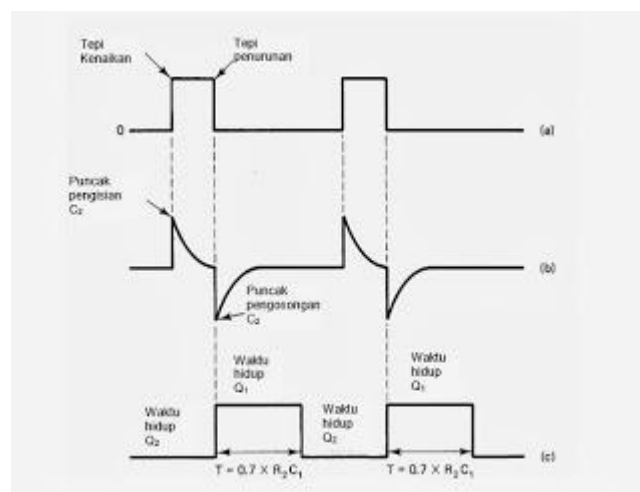 Tepi
Kenaikan
Tepi
penurunan
0
(a)
Puncak
pengisian
C₂
(b)
Puncak
pengosongan
C₂
Waktu
hidup
Q₁
Waktu
hidup
Q₁
Waktu
hidup
Q₂
Waktu
hidup
Q₂
(c)
T = 0.7 × R₂C₁
T = 0.7 × R₂C₁